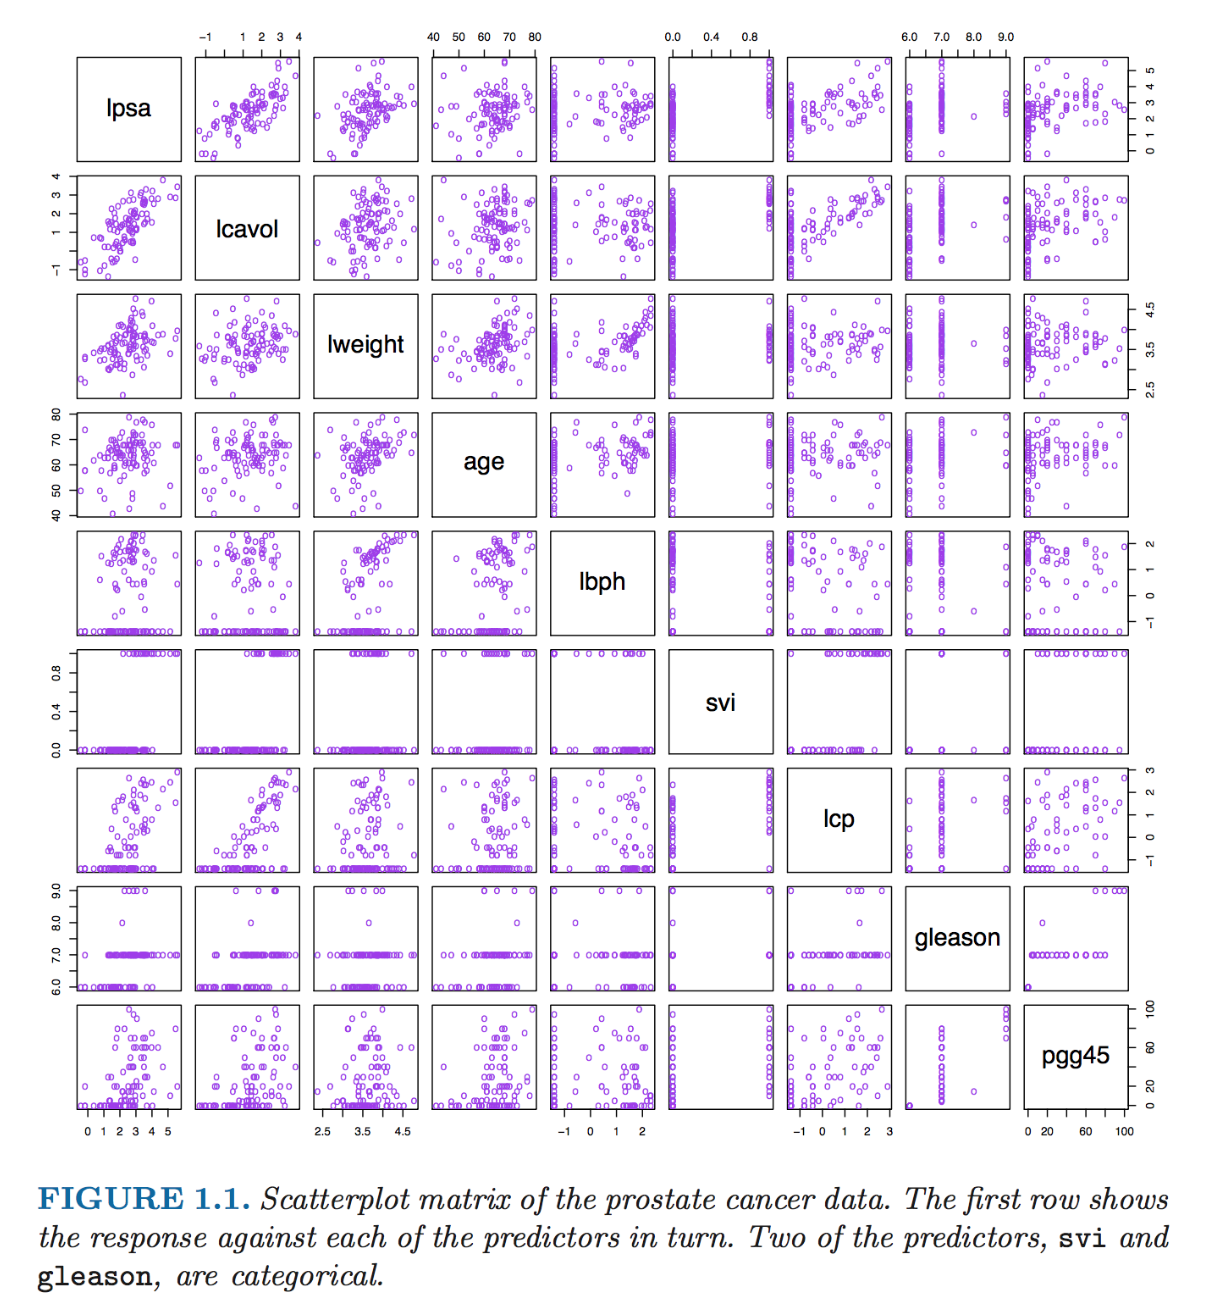 −1 1 2 3 4 40 50 60 70 80 0.0 0.4 0.8 6.0 7.0 8.0 9.0
lpsa
0 1 2 3 4 5
lcavol
−1 1 2 3 4
lweight
2.5 3.5 4.5
age
40 50 60 70 80
lbph
−1 0 1 2
svi
0.0 0.4 0.8
lcp
−1 0 1 2 3
gleason
6.0 7.0 8.0 9.0
pgg45
0 20 60 100
0 1 2 3 4 5 2.5 3.5 4.5 −1 0 1 2 −1 0 1 2 3 0 20 60 100
FIGURE 1.1. Scatterplot matrix of the prostate cancer data. The first row shows
the response against each of the predictors in turn. Two of the predictors, svi and
gleason, are categorical.